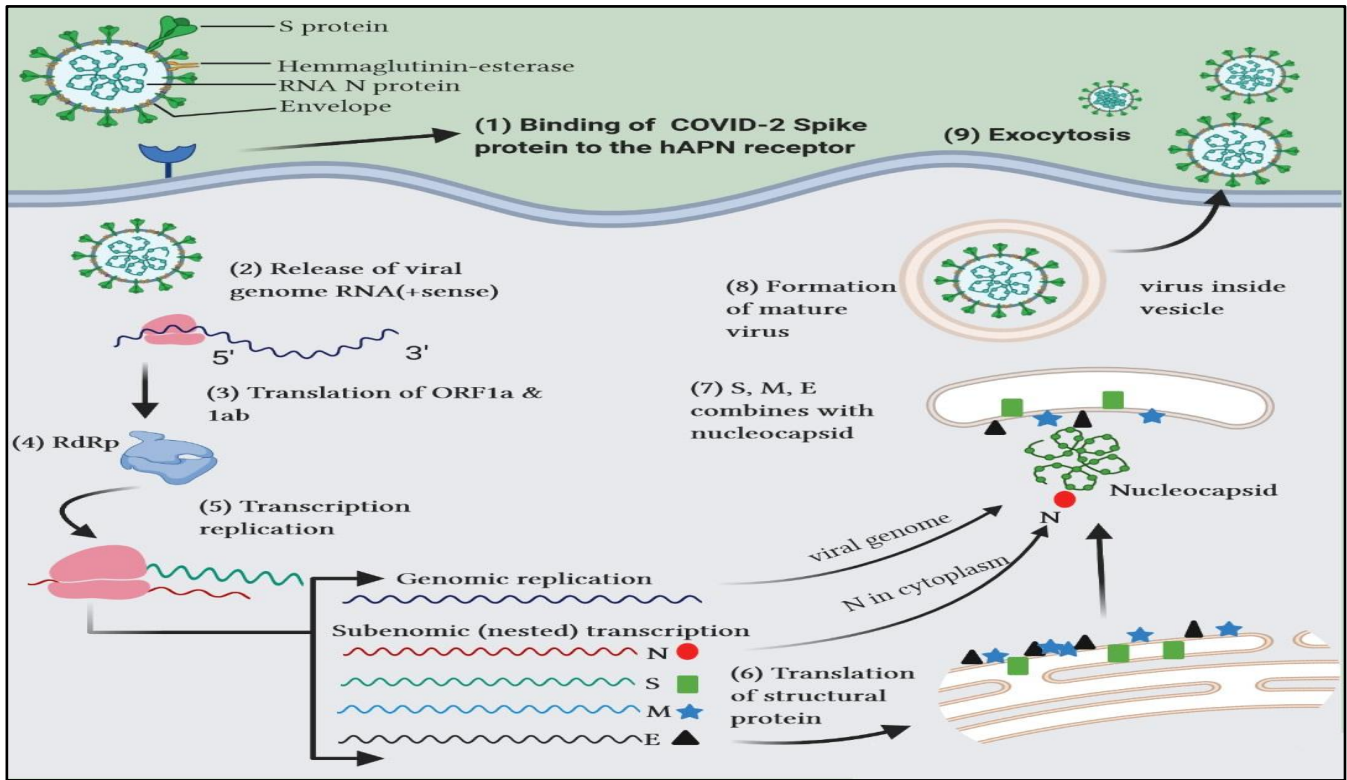 S protein
Hemmaglutinin-esterase
RNA N protein
Envelope
(1) Binding of COVID-2 Spike
protein to the hAPN receptor
(9) Exocytosis
(2) Release of viral
genome RNA(+sense)
5'
3'
(3) Translation of ORF1a &
1ab
(4) RdRp
(5) Transcription
replication
Genomic replication
Subenomic (nested) transcription
N
S
M
E
viral genome
N in cytoplasm
(6) Translation
of structural
protein
N
Nucleocapsid
(7) S, M, E
combines with
nucleocapsid
(8) Formation
of mature
virus
virus inside
vesicle